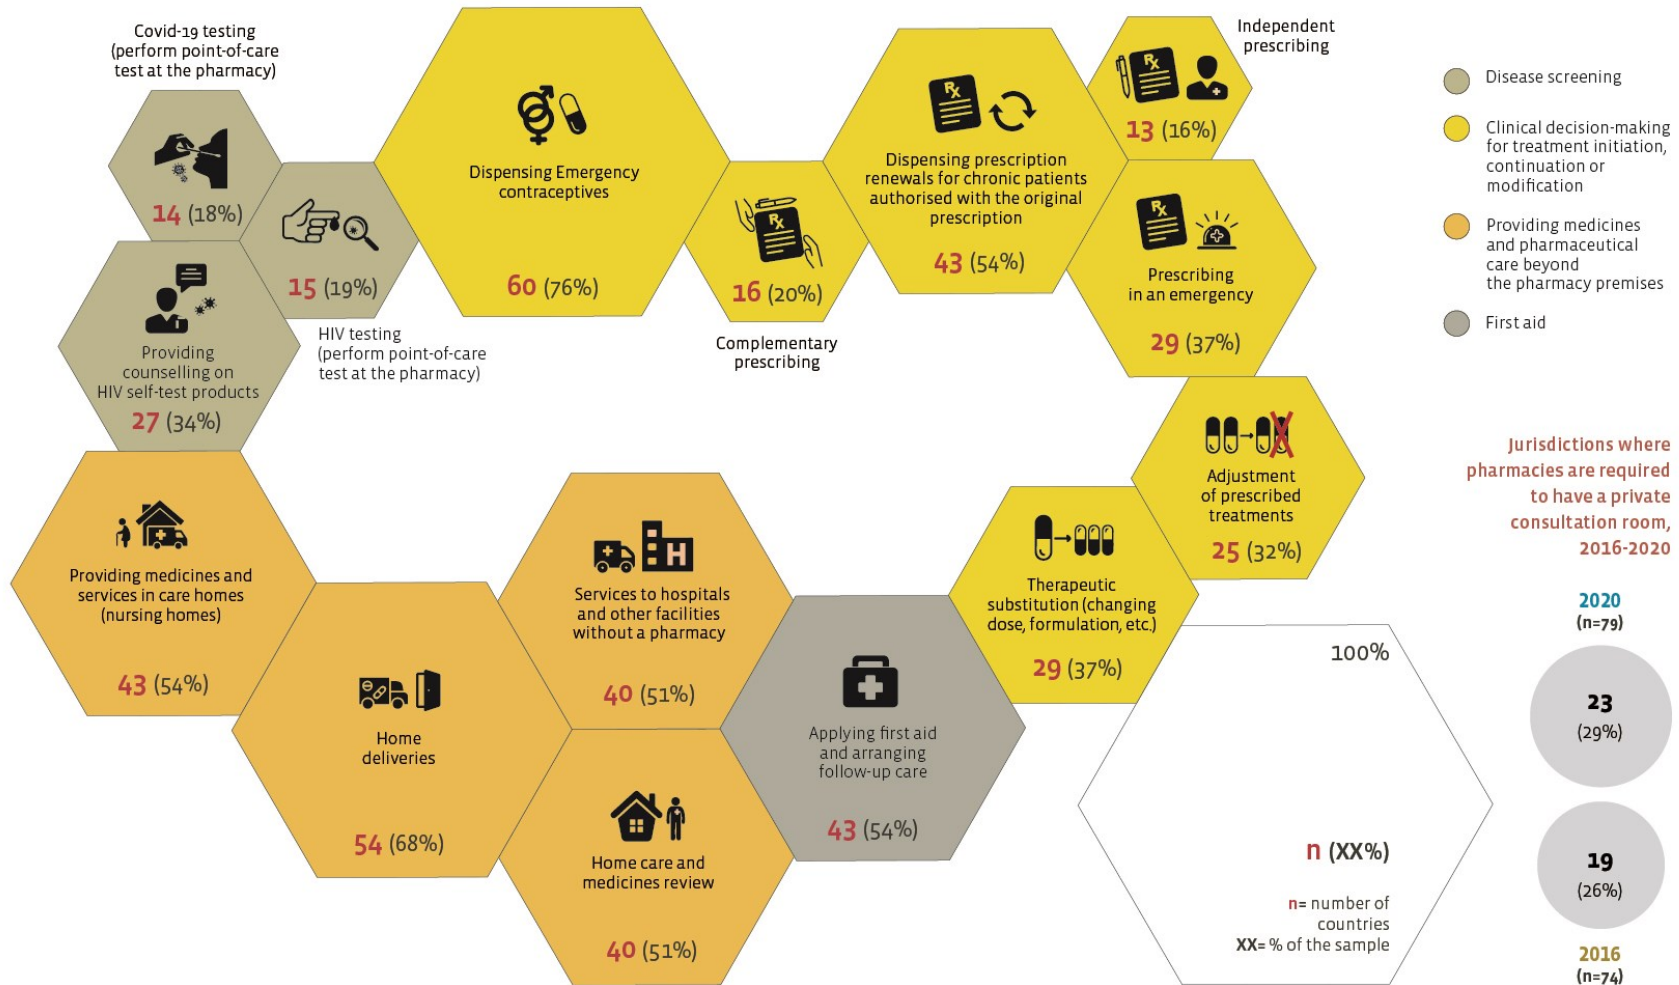 Covid-19 testing
(perform point-of-care
test at the pharmacy)
14 (18%)
15 (19%)
HIV testing
(perform point-of-care
test at the pharmacy)
Providing
counselling on
HIV self-test products
27 (34%)
Dispensing Emergency
contraceptives
60 (76%)
16 (20%)
Complementary
prescribing
Rx
Dispensing prescription
renewals for chronic patients
authorised with the original
prescription
43 (54%)
Rx
Independent
prescribing
Rx
13 (16%)
Rx
Prescribing
in an emergency
29 (37%)
Adjustment
of prescribed
treatments
25 (32%)
Therapeutic
substitution (changing
dose, formulation, etc.)
29 (37%)
Providing medicines and
services in care homes
(nursing homes)
43 (54%)
Home
deliveries
54 (68%)
H
Services to hospitals
and other facilities
without a pharmacy
40 (51%)
Home care and
medicines review
40 (51%)
Applying first aid
and arranging
follow-up care
43 (54%)
100%
n (XX%)
n= number of
countries
XX= % of the sample
Disease screening
Clinical decision-making
for treatment initiation,
continuation or
modification
Providing medicines
and pharmaceutical
care beyond
the pharmacy premises
First aid
Jurisdictions where
pharmacies are required
to have a private
consultation room,
2016-2020
2020
(n=79)
23
(29%)
19
(26%)
2016
(n=74)